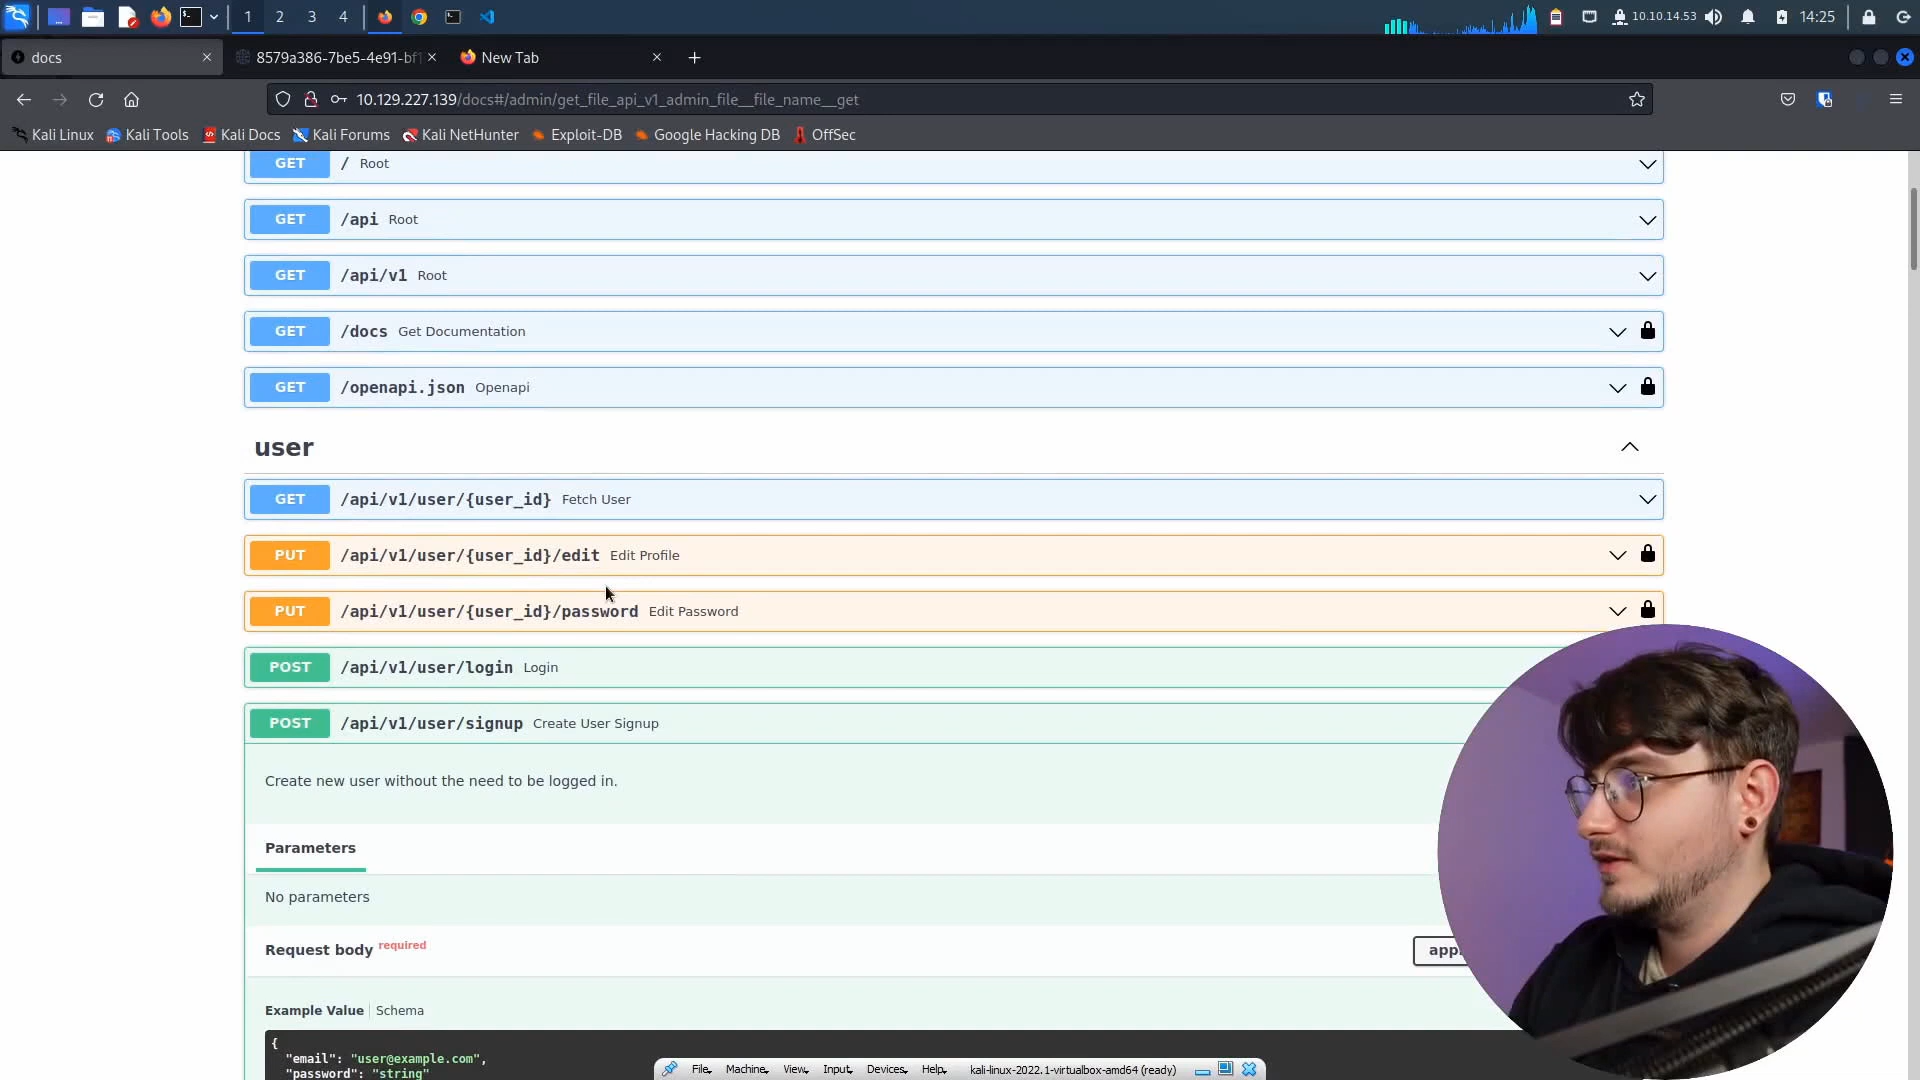 1 2 3 4 10.10.14.53 14:25
docs 8579a386-7be5-4e91-bf1 New Tab
10.129.227.139/docs#/admin/get_file_api_v1_admin_file__file_name__get
Kali Linux Kali Tools Kali Docs Kali Forums Kali NetHunter Exploit-DB Google Hacking DB OffSec
GET / Root
GET /api Root
GET /api/v1 Root
GET /docs Get Documentation
GET /openapi.json Openapi
user
GET /api/v1/user/{user_id} Fetch User
PUT /api/v1/user/{user_id}/edit Edit Profile
PUT /api/v1/user/{user_id}/password Edit Password
POST /api/v1/user/login Login
POST /api/v1/user/signup Create User Signup
Create new user without the need to be logged in.
Parameters
No parameters
Request body required app
Example Value Schema
{
"email": "user@example.com",
"password": "string"
File Machine View Input Devices Help kali-linux-2022.1-virtualbox-amd64 (ready)